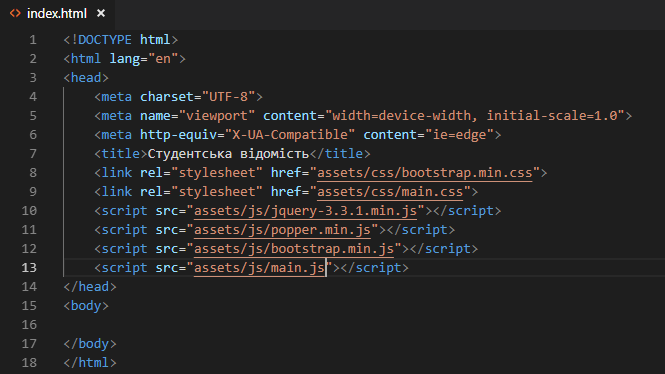 <> index.html ×
1 <!DOCTYPE html>
2 <html lang="en">
3 <head>
4     <meta charset="UTF-8">
5     <meta name="viewport" content="width=device-width, initial-scale=1.0">
6     <meta http-equiv="X-UA-Compatible" content="ie=edge">
7     <title>Студентська відомість</title>
8     <link rel="stylesheet" href="assets/css/bootstrap.min.css">
9     <link rel="stylesheet" href="assets/css/main.css">
10     <script src="assets/js/jquery-3.3.1.min.js"></script>
11     <script src="assets/js/popper.min.js"></script>
12     <script src="assets/js/bootstrap.min.js"></script>
13     <script src="assets/js/main.js"></script>
14 </head>
15 <body>
16
17 </body>
18 </html>